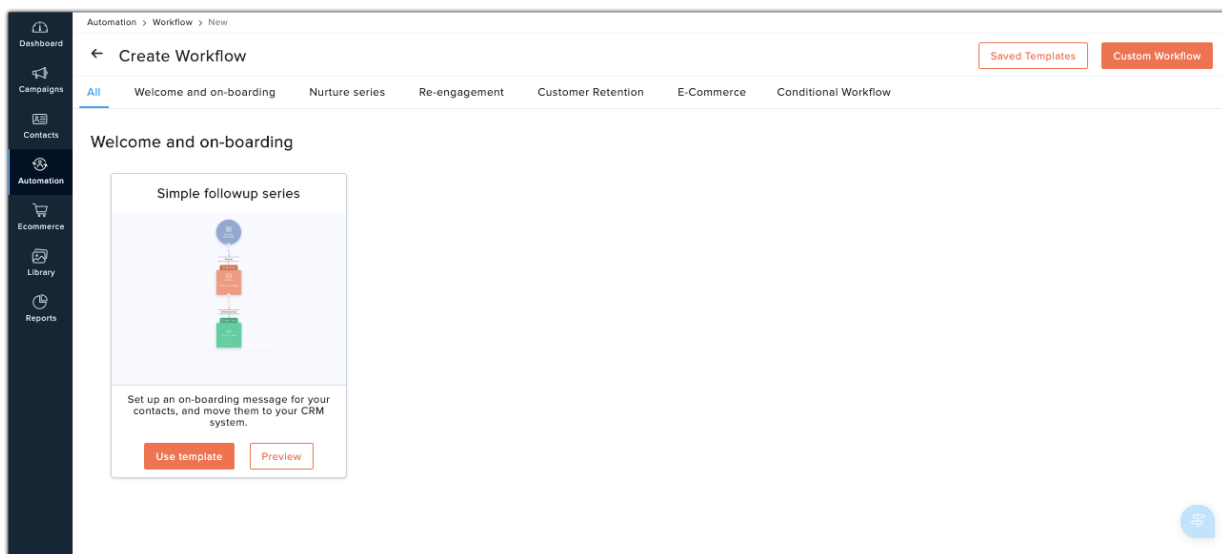 Automation > Workflow > New
Dashboard
← Create Workflow
Saved Templates
Custom Workflow
Campaigns
All
Welcome and on-boarding
Nurture series
Re-engagement
Customer Retention
E-Commerce
Conditional Workflow
Contacts
Welcome and on-boarding
Automation
Simple followup series
Ecommerce
Library
Reports
Set up an on-boarding message for your
contacts, and move them to your CRM
system.
Use template
Preview